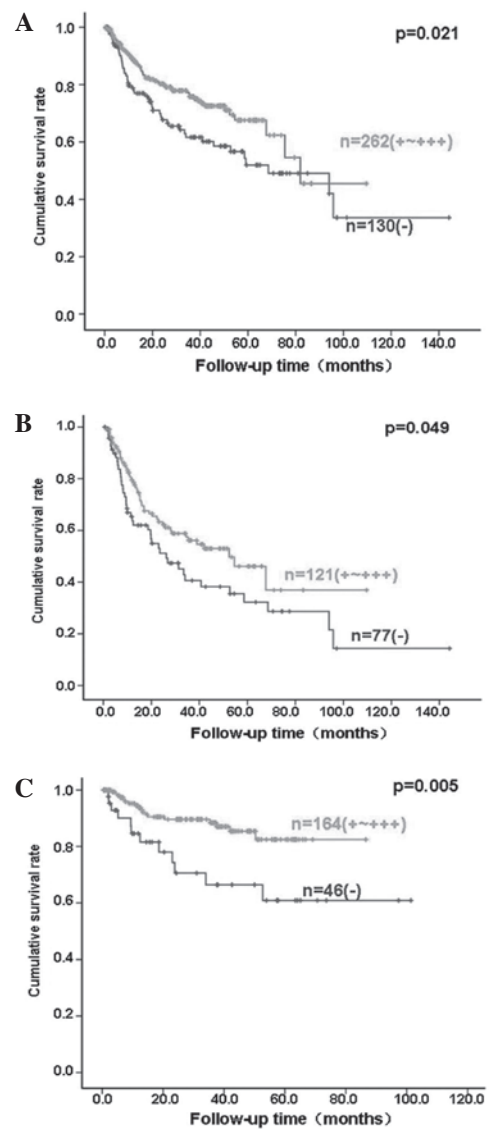 A
p=0.021
1.0
0.8
0.6
0.4
0.2
0.0
Cumulative survival rate
n=262(+~+++)
n=130(-)
0.0 20.0 40.0 60.0 80.0 100.0 120.0 140.0
Follow-up time（months）
B
p=0.049
1.0
0.8
0.6
0.4
0.2
0.0
Cumulative survival rate
n=121(+~+++)
n=77(-)
0.0 20.0 40.0 60.0 80.0 100.0 120.0 140.0
Follow-up time（months）
C
p=0.005
1.0
0.8
0.6
0.4
0.2
0.0
Cumulative survival rate
n=164(+~+++)
n=46(-)
0.0 20.0 40.0 60.0 80.0 100.0 120.0
Follow-up time（months）